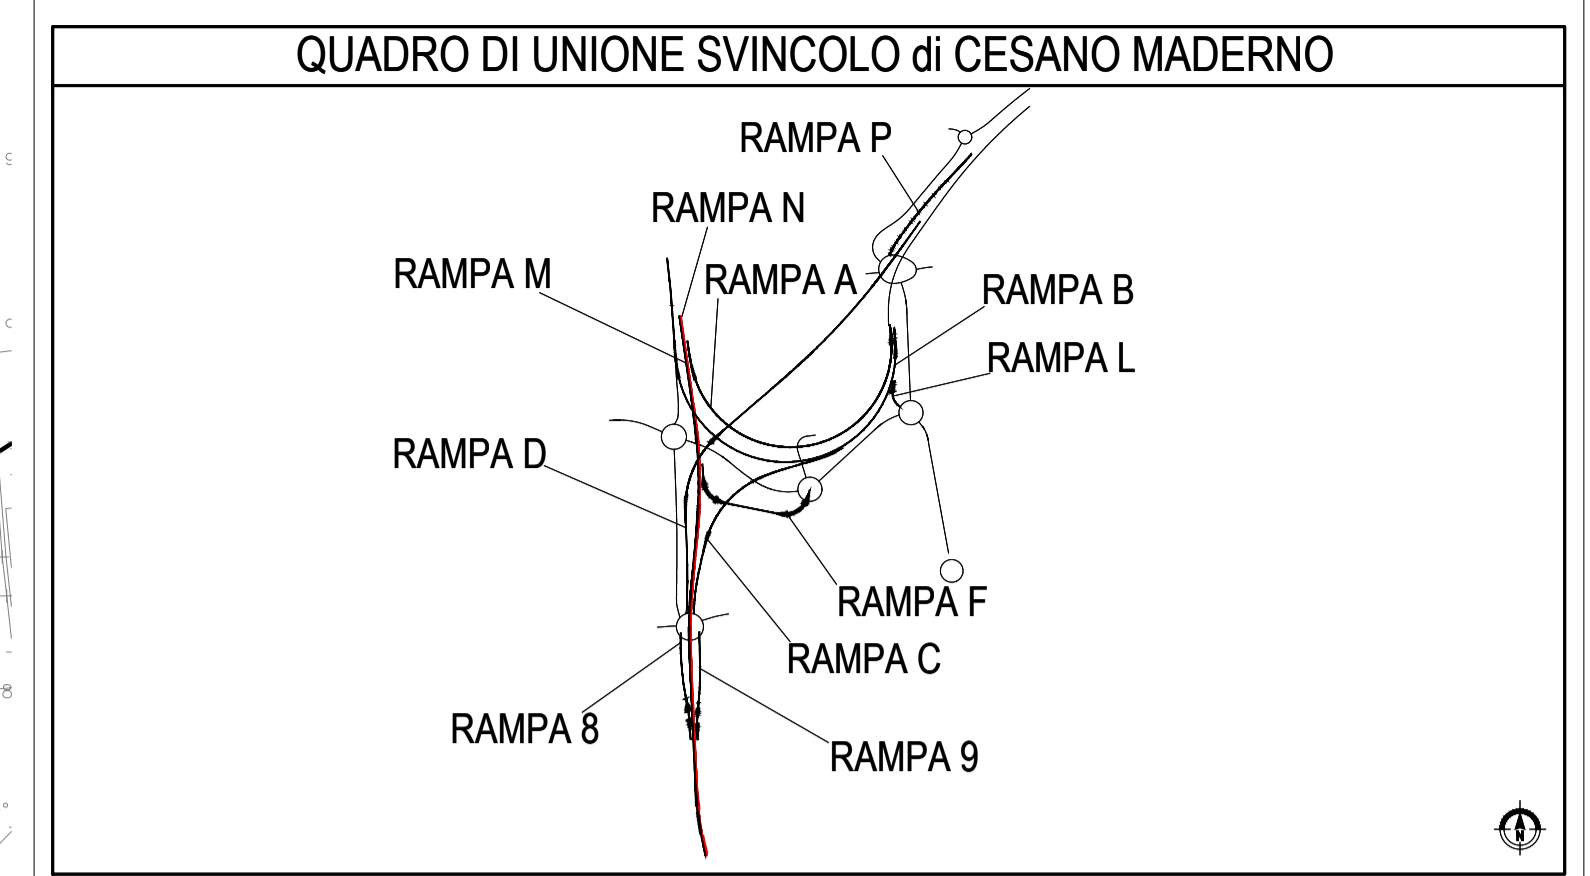 QUADRO DI UNIONE SVINCOLO di CESANO MADERNO
RAMPA P
RAMPA N
RAMPA M
RAMPA A
RAMPA B
RAMPA L
RAMPA D
RAMPA F
RAMPA C
RAMPA 8
RAMPA 9
N